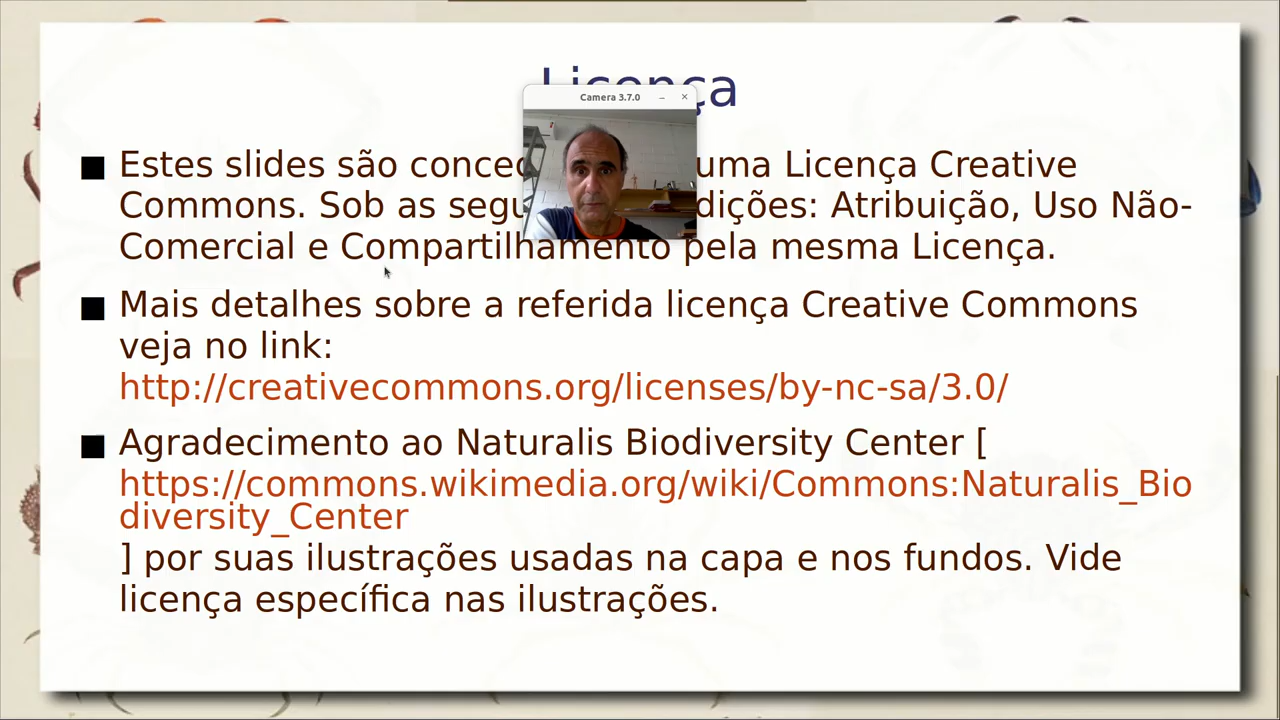 Licença
Camera 3.7.0
Estes slides são uma Licença Creative
Commons. Sob as Atribuição, Uso Não-
Comercial e Compartilhamento pela mesma Licença.
Mais detalhes sobre a referida licença Creative Commons
veja no link:
http://creativecommons.org/licenses/by-nc-sa/3.0/
Agradecimento ao Naturalis Biodiversity Center [
https://commons.wikimedia.org/wiki/Commons:Naturalis_Bio
diversity_Center
] por suas ilustrações usadas na capa e nos fundos. Vide
licença específica nas ilustrações.